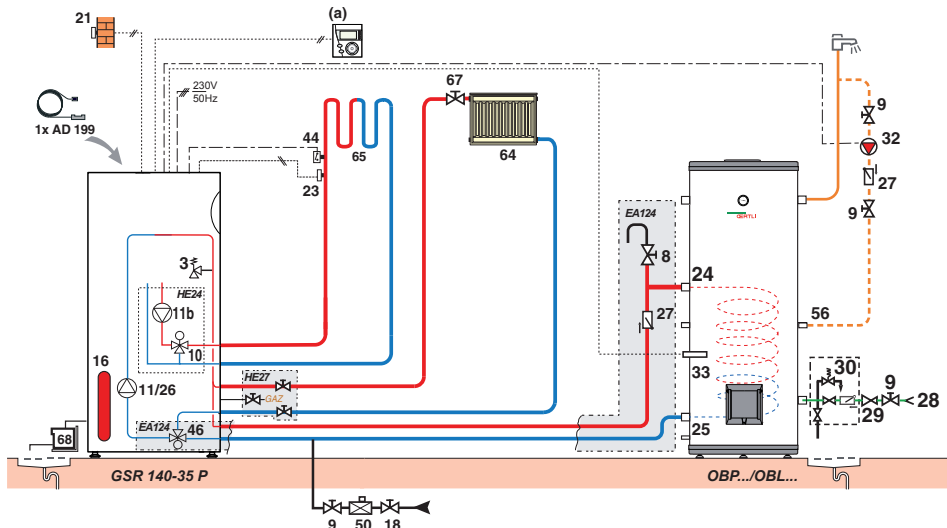 21
(a)
230V
50Hz
1x AD 199
67
9
32
44
65
64
23
27
9
EA124
8
3
24
HE24
11b
27
56
10
16
33
30
9
HE27
11/26
GAZ
28
29
EA124
46
25
68
GSR 140-35 P
OBP.../OBL...
9
50
18
OERTLI